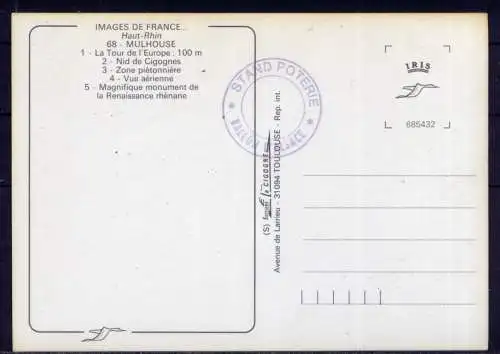 IMAGES DE FRANCE...
Haut-Rhin
68 - MULHOUSE
1 - La Tour de l'Europe : 100 m
2 - Nid de Cigognes
3 - Zone piétonnière
4 - Vue aérienne
5 - Magnifique monument de
la Renaissance rhénane
STAND POTERIE
(S)
Avenue de Larrieu - 31094 TOULOUSE - Rep. int.
IRIS
685432